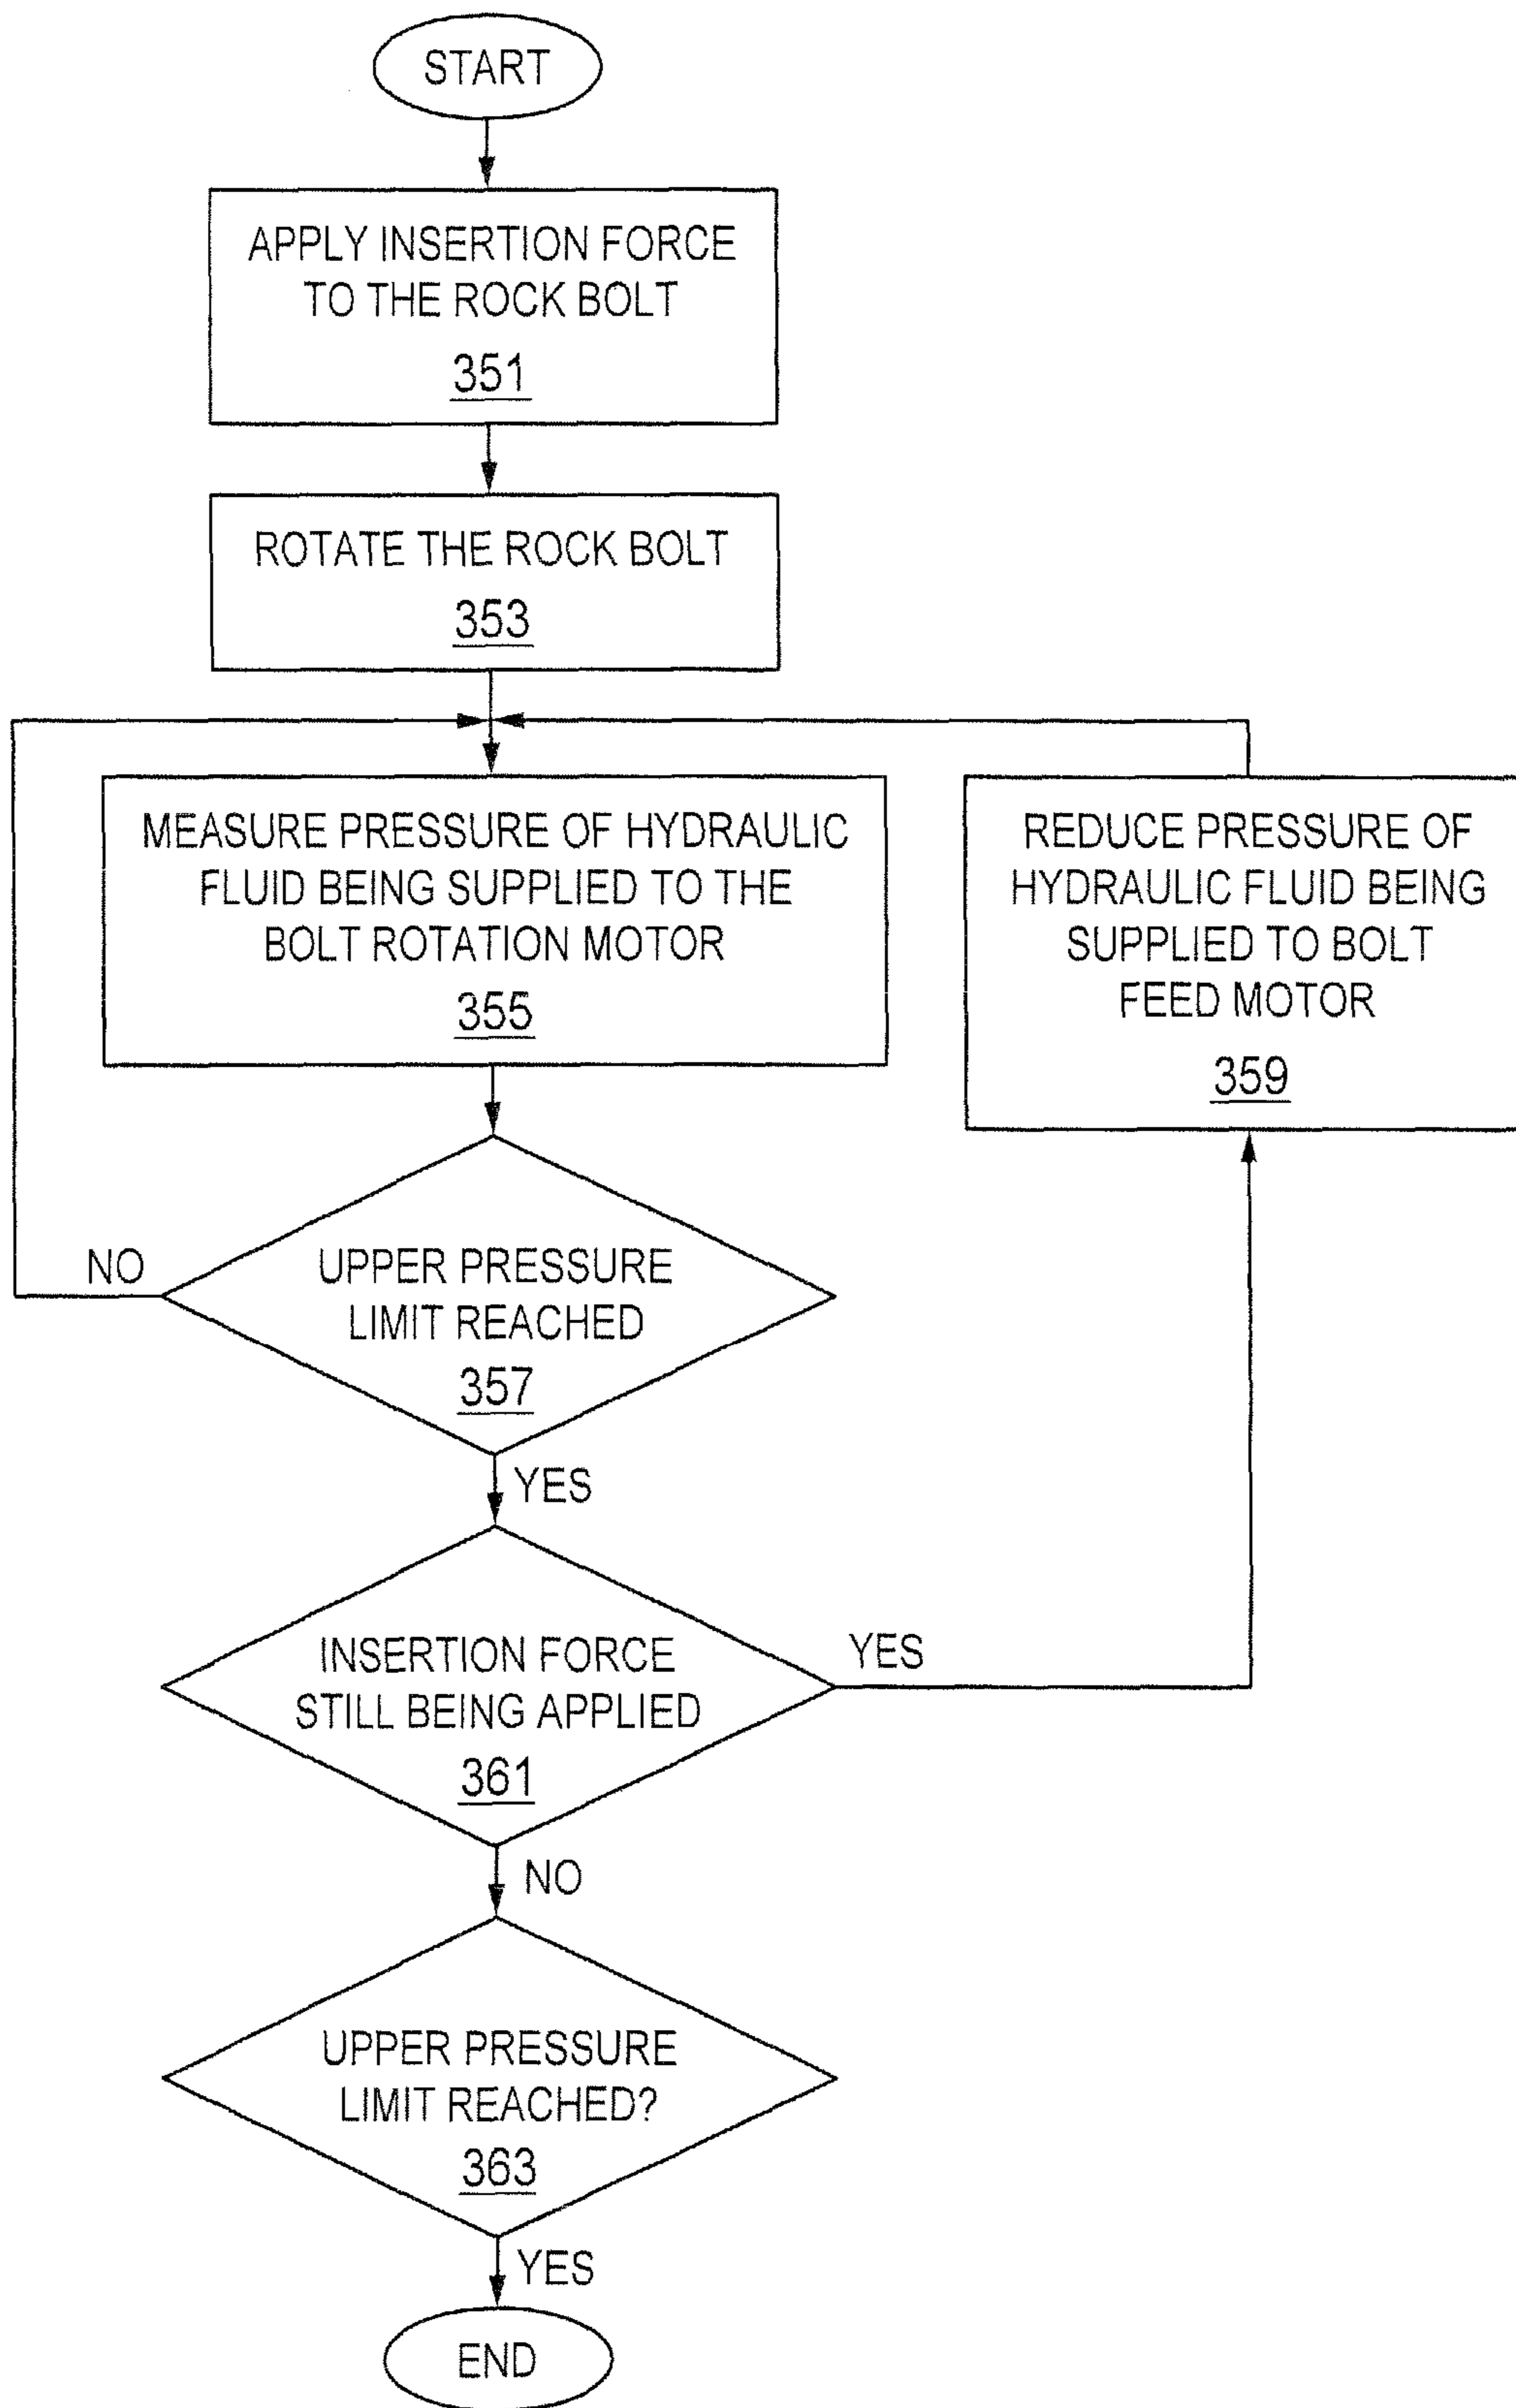 START
APPLY INSERTION FORCE
TO THE ROCK BOLT
351
ROTATE THE ROCK BOLT
353
MEASURE PRESSURE OF HYDRAULIC
FLUID BEING SUPPLIED TO THE
BOLT ROTATION MOTOR
355
REDUCE PRESSURE OF
HYDRAULIC FLUID BEING
SUPPLIED TO BOLT
FEED MOTOR
359
NO
UPPER PRESSURE
LIMIT REACHED
357
YES
INSERTION FORCE
STILL BEING APPLIED
361
YES
NO
UPPER PRESSURE
LIMIT REACHED?
363
YES
END